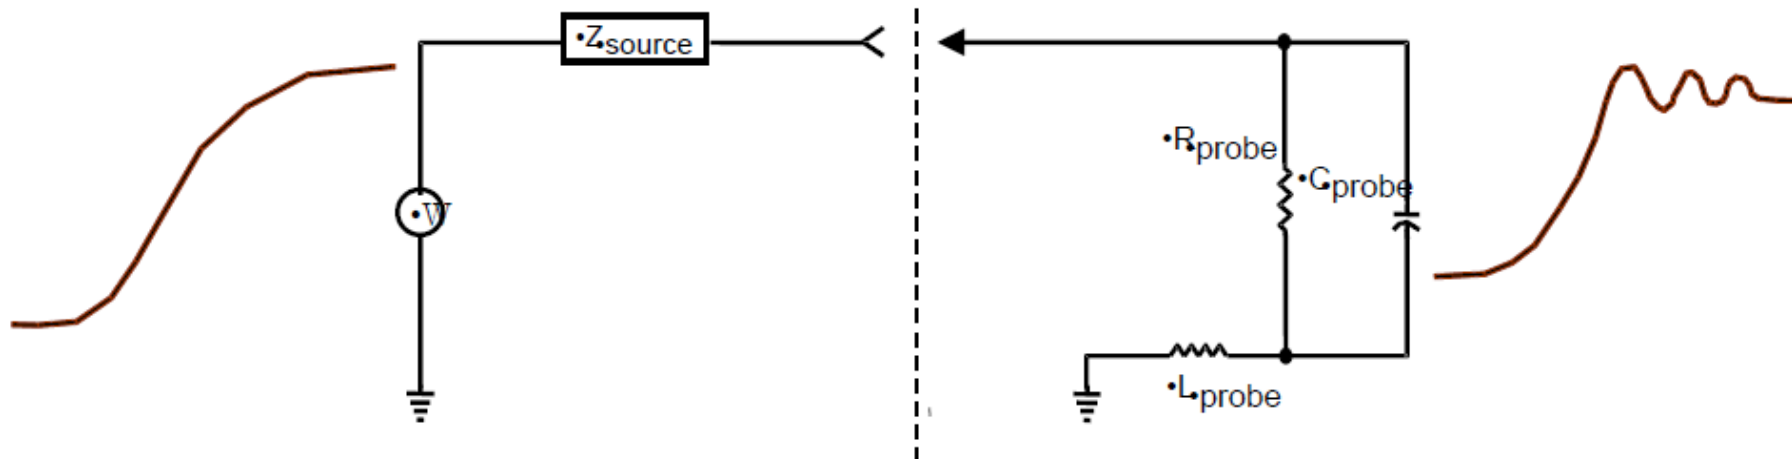 •Zsource
•W
•Rprobe
•Cprobe
•Lprobe